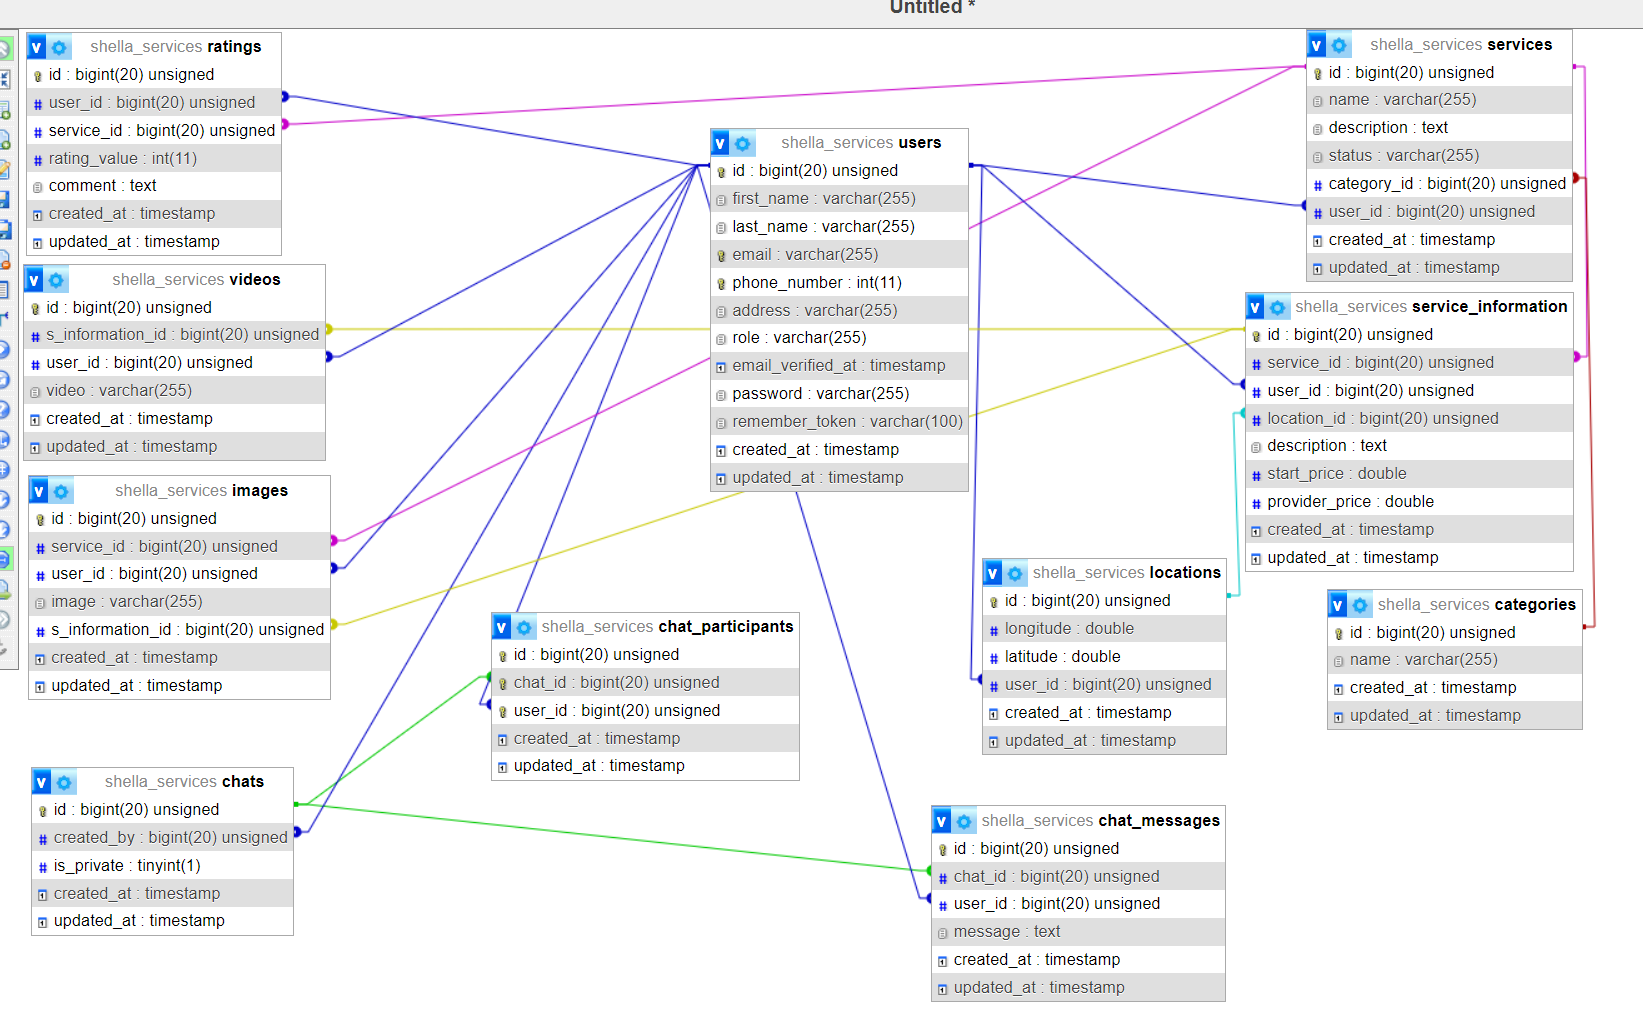 Untitled *
shella_services ratings
id : bigint(20) unsigned
user_id : bigint(20) unsigned
service_id : bigint(20) unsigned
rating_value : int(11)
comment : text
created_at : timestamp
updated_at : timestamp
shella_services videos
id : bigint(20) unsigned
s_information_id : bigint(20) unsigned
user_id : bigint(20) unsigned
video : varchar(255)
created_at : timestamp
updated_at : timestamp
shella_services images
id : bigint(20) unsigned
service_id : bigint(20) unsigned
user_id : bigint(20) unsigned
image : varchar(255)
s_information_id : bigint(20) unsigned
created_at : timestamp
updated_at : timestamp
shella_services chats
id : bigint(20) unsigned
created_by : bigint(20) unsigned
is_private : tinyint(1)
created_at : timestamp
updated_at : timestamp
shella_services chat_participants
id : bigint(20) unsigned
chat_id : bigint(20) unsigned
user_id : bigint(20) unsigned
created_at : timestamp
updated_at : timestamp
shella_services users
id : bigint(20) unsigned
first_name : varchar(255)
last_name : varchar(255)
email : varchar(255)
phone_number : int(11)
address : varchar(255)
role : varchar(255)
email_verified_at : timestamp
password : varchar(255)
remember_token : varchar(100)
created_at : timestamp
updated_at : timestamp
shella_services services
id : bigint(20) unsigned
name : varchar(255)
description : text
status : varchar(255)
category_id : bigint(20) unsigned
user_id : bigint(20) unsigned
created_at : timestamp
updated_at : timestamp
shella_services service_information
id : bigint(20) unsigned
service_id : bigint(20) unsigned
user_id : bigint(20) unsigned
location_id : bigint(20) unsigned
description : text
start_price : double
provider_price : double
created_at : timestamp
updated_at : timestamp
shella_services locations
id : bigint(20) unsigned
longitude : double
latitude : double
user_id : bigint(20) unsigned
created_at : timestamp
updated_at : timestamp
shella_services categories
id : bigint(20) unsigned
name : varchar(255)
created_at : timestamp
updated_at : timestamp
shella_services chat_messages
id : bigint(20) unsigned
chat_id : bigint(20) unsigned
user_id : bigint(20) unsigned
message : text
created_at : timestamp
updated_at : timestamp